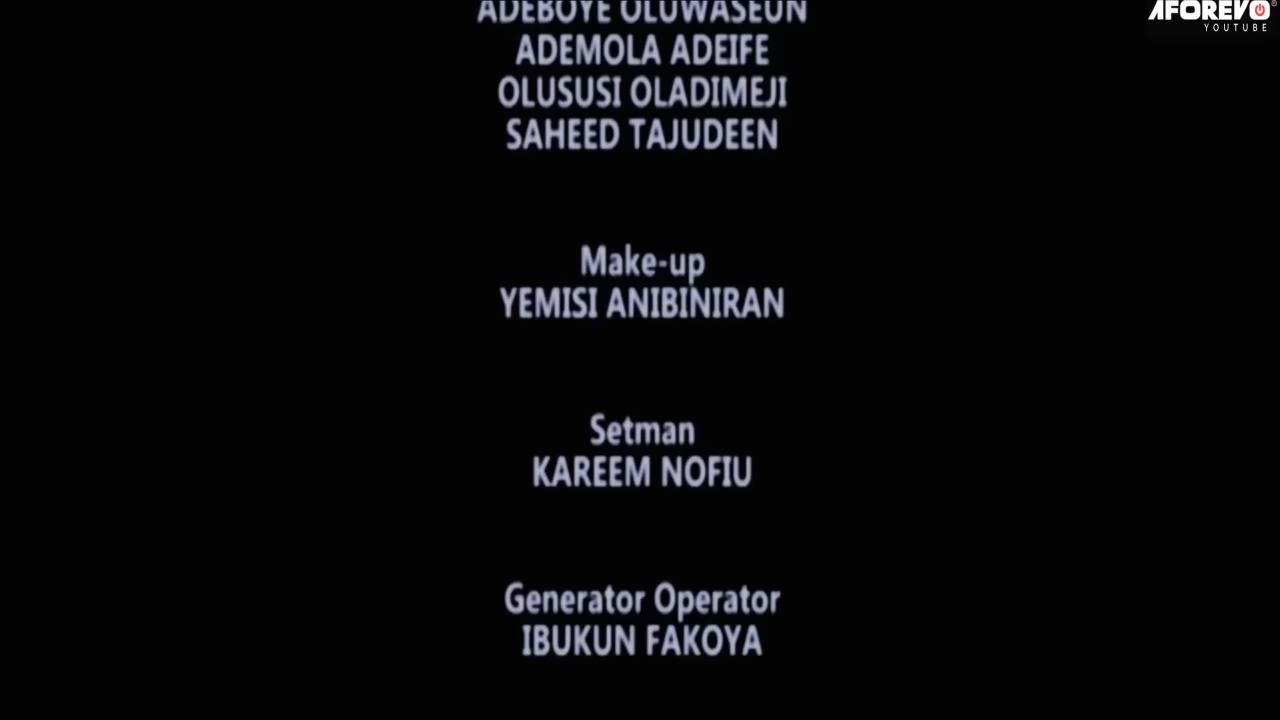 AFOREVO
YOUTUBE
ADEBOYE OLUWASEUN
ADEMOLA ADEIFE
OLUSUSI OLADIMEJI
SAHEED TAJUDEEN
Make-up
YEMISI ANIBINIRAN
Setman
KAREEM NOFIU
Generator Operator
IBUKUN FAKOYA